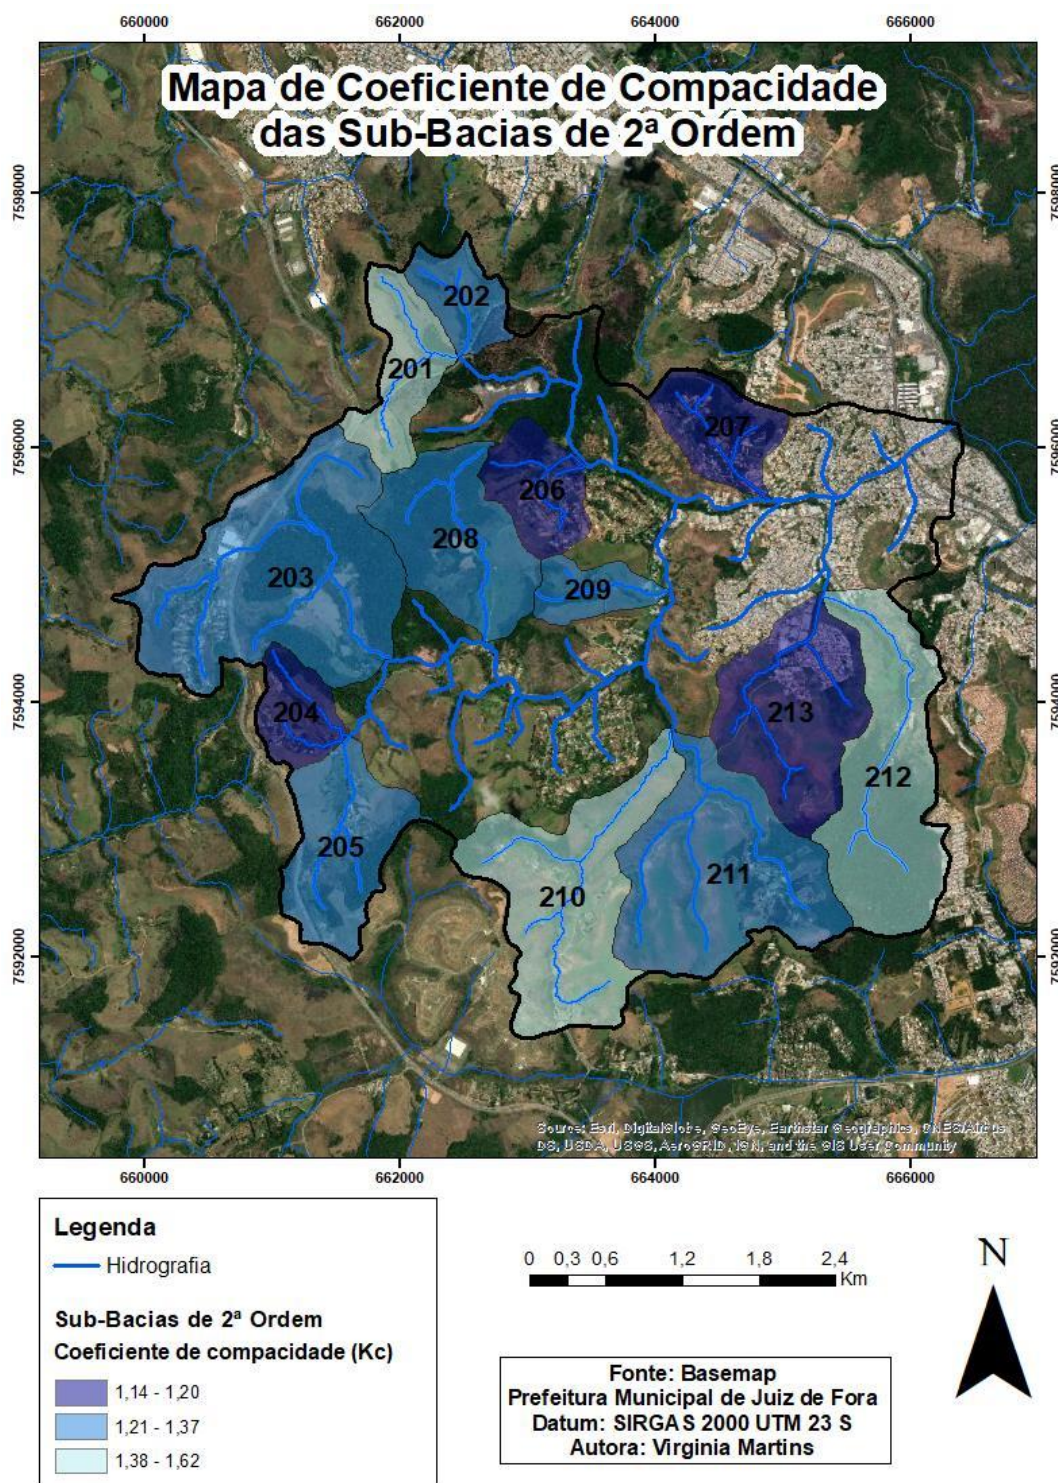 660000 662000 664000 666000
Mapa de Coeficiente de Compacidade
das Sub-Bacias de 2ª Ordem
7598000 7598000
202
201
207
7596000 7596000
206
208
203
209
7594000 7594000
204
213
212
205
211
210
7592000 7592000
Source: Esri, DigitalGlobe, GeoEye, Earthstar Geographics, CNES/Airbus
DS, USDA, USGS, AeroGRID, IGN, and the GIS User Community
660000 662000 664000 666000
Legenda
Hidrografia
Sub-Bacias de 2ª Ordem
Coeficiente de compacidade (Kc)
1,14 - 1,20
1,21 - 1,37
1,38 - 1,62
0 0,3 0,6 1,2 1,8 2,4
Km
N
Fonte: Basemap
Prefeitura Municipal de Juiz de Fora
Datum: SIRGAS 2000 UTM 23 S
Autora: Virginia Martins